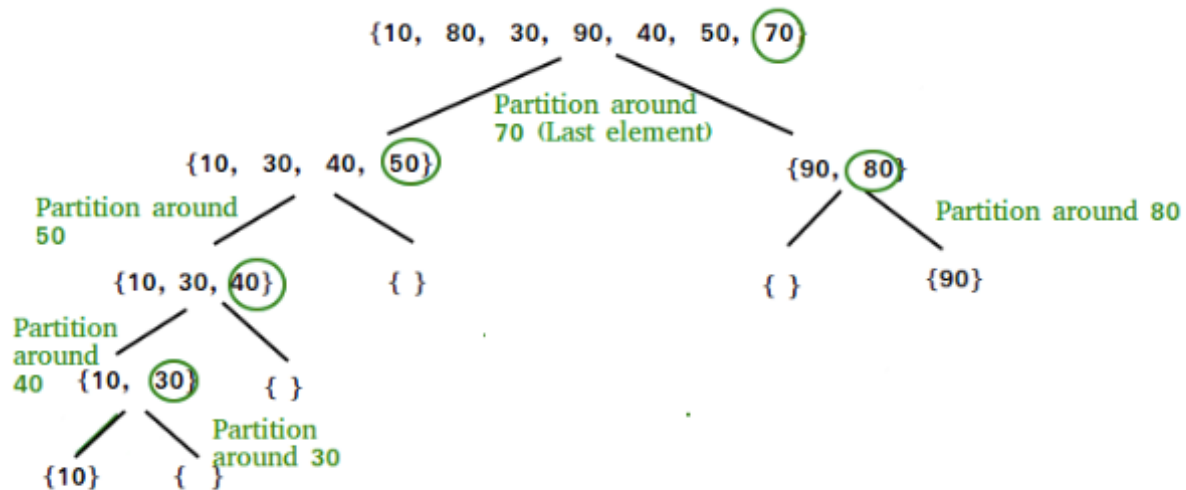 {10, 80, 30, 90, 40, 50, 70}
Partition around
70 (Last element)
{10, 30, 40, 50}
{90, 80}
Partition around
50
Partition around 80
{10, 30, 40}
{ }
{ }
{90}
Partition
around
40
{10, 30}
{ }
Partition
around 30
{10}
{ }